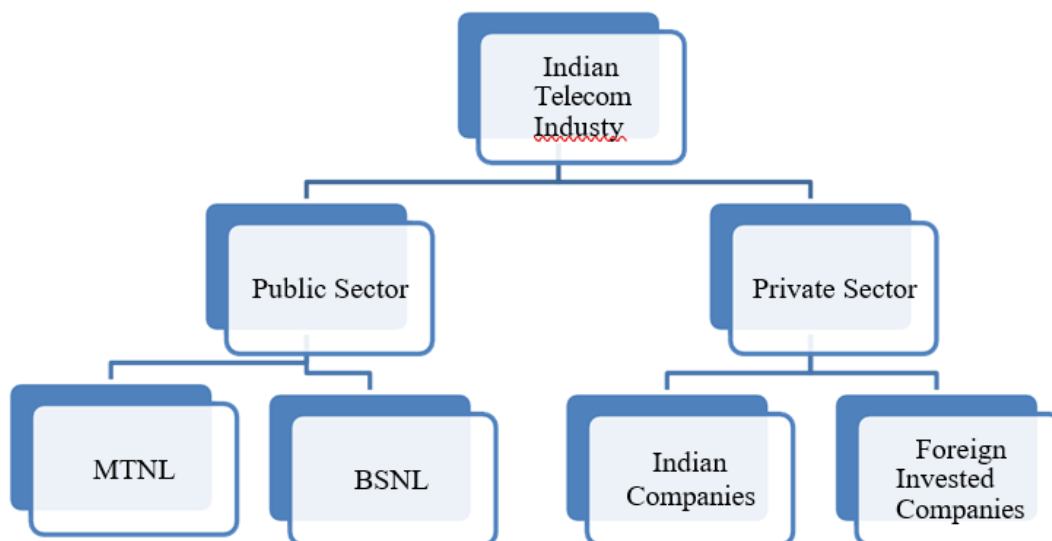 Indian
Telecom
Industy
Public Sector
Private Sector
MTNL
BSNL
Indian
Companies
Foreign
Invested
Companies